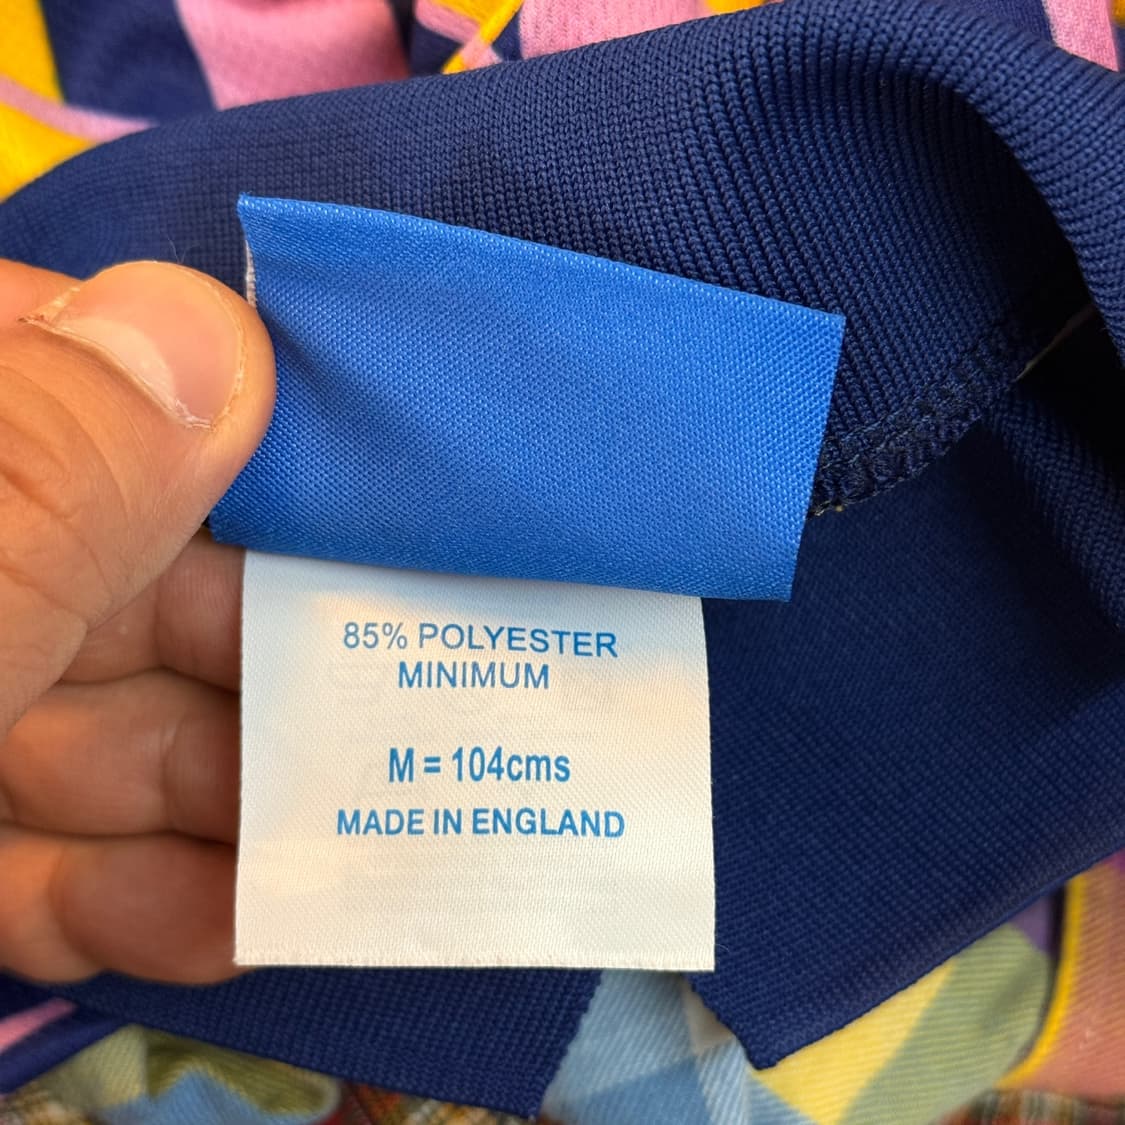 85% POLYESTER
MINIMUM
M = 104cms
MADE IN ENGLAND